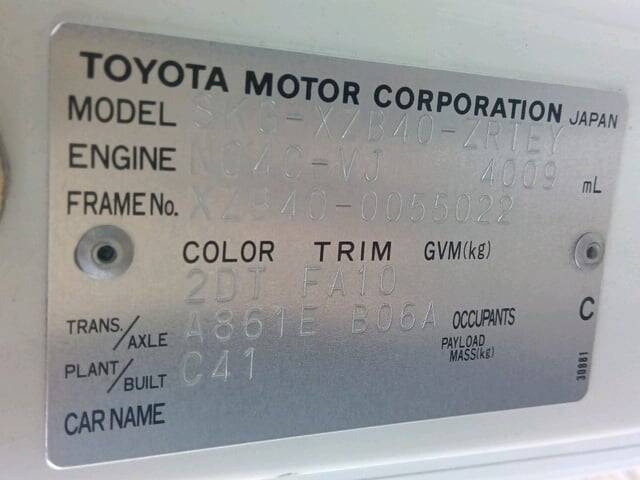 TOYOTA MOTOR CORPORATION JAPAN
MODEL SKG-XZB40-ZRTEY
ENGINE N04C-VJ 4009 mL
FRAME No. XZB40-0055022
COLOR TRIM GVM(kg)
2DT FA10
TRANS./AXLE A861E B06A OCCUPANTS C
PLANT/BUILT C41 PAYLOAD MASS(kg)
CAR NAME
30881